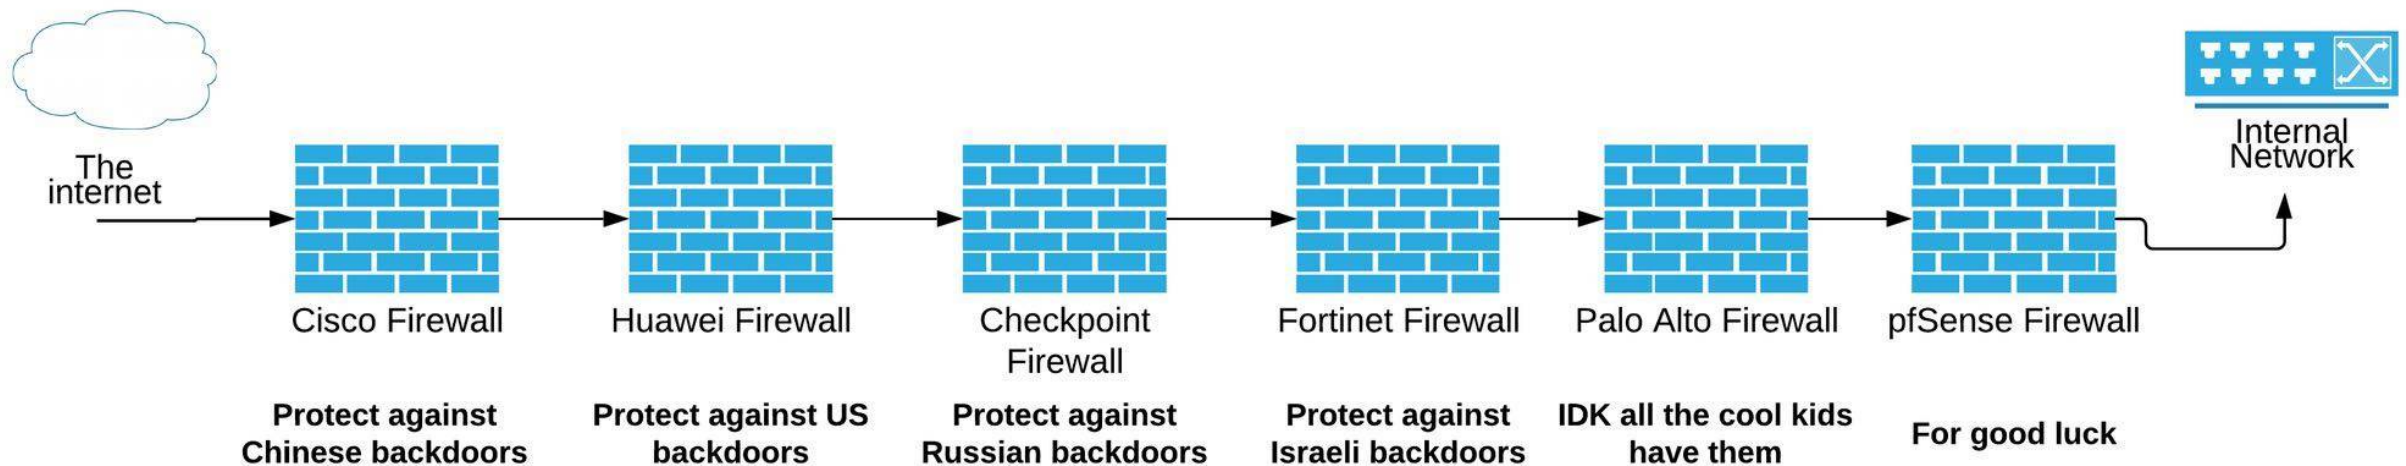 The
internet
Cisco Firewall
Protect against
Chinese backdoors
Huawei Firewall
Protect against US
backdoors
Checkpoint
Firewall
Protect against
Russian backdoors
Fortinet Firewall
Protect against
Israeli backdoors
Palo Alto Firewall
IDK all the cool kids
have them
pfSense Firewall
For good luck
Internal
Network